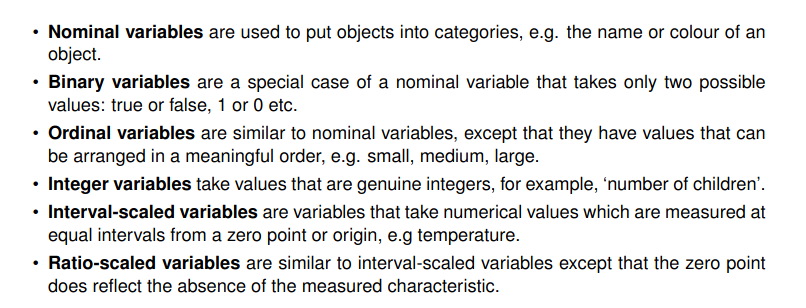 • Nominal variables are used to put objects into categories, e.g. the name or colour of an
object.
• Binary variables are a special case of a nominal variable that takes only two possible
values: true or false, 1 or 0 etc.
• Ordinal variables are similar to nominal variables, except that they have values that can
be arranged in a meaningful order, e.g. small, medium, large.
• Integer variables take values that are genuine integers, for example, ‘number of children’.
• Interval-scaled variables are variables that take numerical values which are measured at
equal intervals from a zero point or origin, e.g temperature.
• Ratio-scaled variables are similar to interval-scaled variables except that the zero point
does reflect the absence of the measured characteristic.